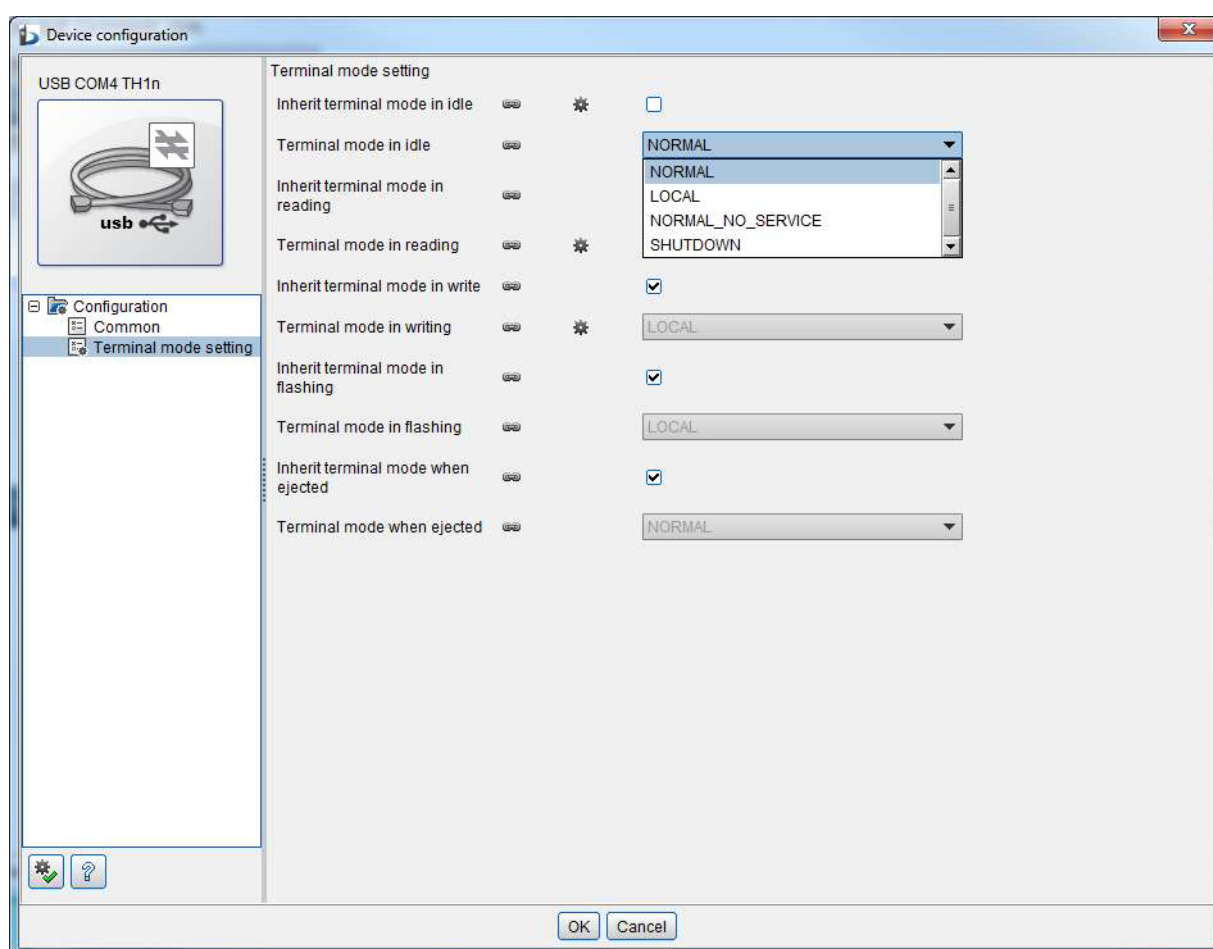 Device configuration
USB COM4 TH1n
usb
Configuration
Common
Terminal mode setting
Terminal mode setting
Inherit terminal mode in idle
Terminal mode in idle
NORMAL
NORMAL
LOCAL
NORMAL_NO_SERVICE
SHUTDOWN
Inherit terminal mode in
reading
Terminal mode in reading
Inherit terminal mode in write
Terminal mode in writing
LOCAL
Inherit terminal mode in
flashing
Terminal mode in flashing
LOCAL
Inherit terminal mode when
ejected
Terminal mode when ejected
NORMAL
OK
Cancel